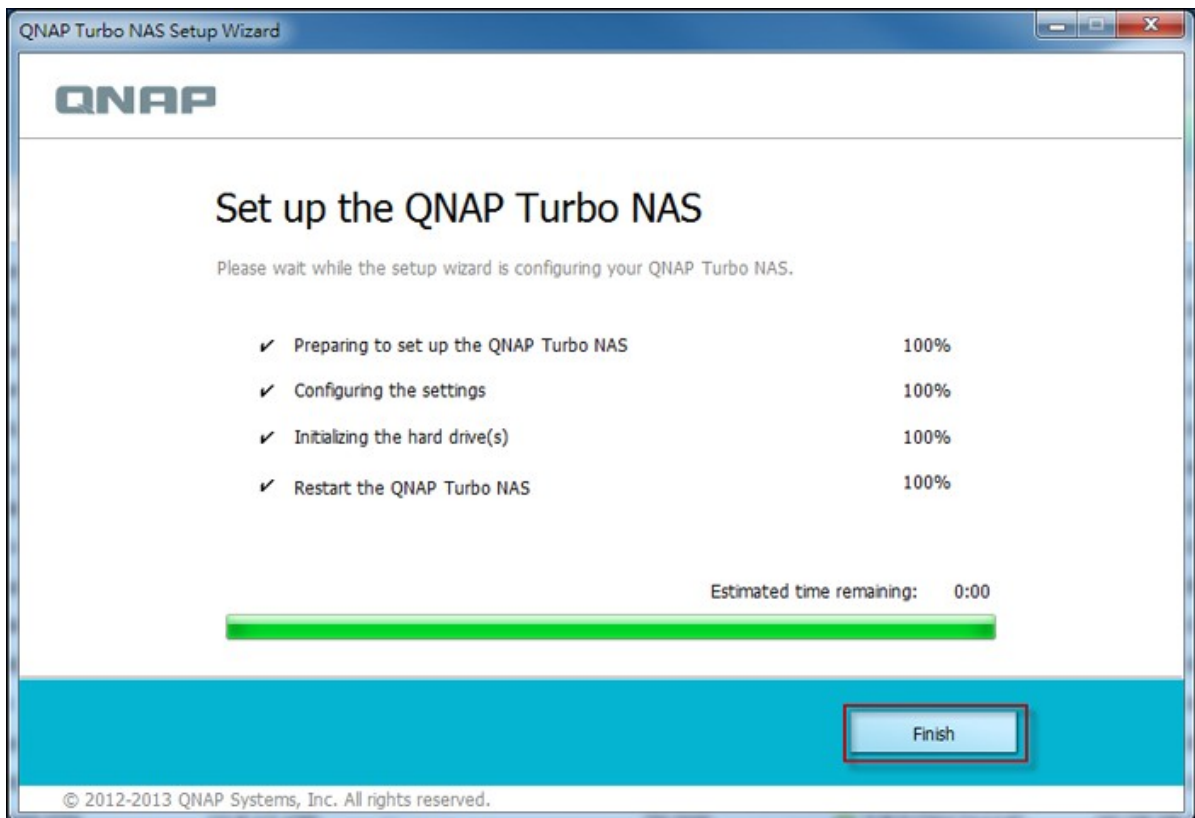 QNAP Turbo NAS Setup Wizard
QNAP
Set up the QNAP Turbo NAS
Please wait while the setup wizard is configuring your QNAP Turbo NAS.
✔ Preparing to set up the QNAP Turbo NAS 100%
✔ Configuring the settings 100%
✔ Initializing the hard drive(s) 100%
✔ Restart the QNAP Turbo NAS 100%
Estimated time remaining: 0:00
Finish
© 2012-2013 QNAP Systems, Inc. All rights reserved.